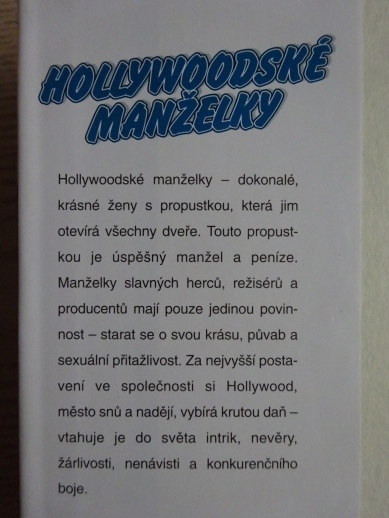 HOLLYWOODSKÉ
MANŽELKY
Hollywoodské manželky – dokonalé,
krásné ženy s propustkou, která jim
otevírá všechny dveře. Touto propust-
kou je úspěšný manžel a peníze.
Manželky slavných herců, režisérů a
producentů mají pouze jedinou povin-
nost – starat se o svou krásu, půvab a
sexuální přitažlivost. Za nejvyšší posta-
vení ve společnosti si Hollywood,
město snů a nadějí, vybírá krutou daň –
vtahuje je do světa intrik, nevěry,
žárlivosti, nenávisti a konkurenčního
boje.